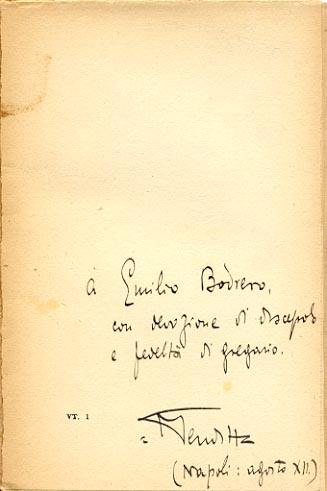 à Emilio Bodrero,
con devozione di discepolo
e fedeltà di gregario.
VT. 1
(Napoli: agosto XII.)